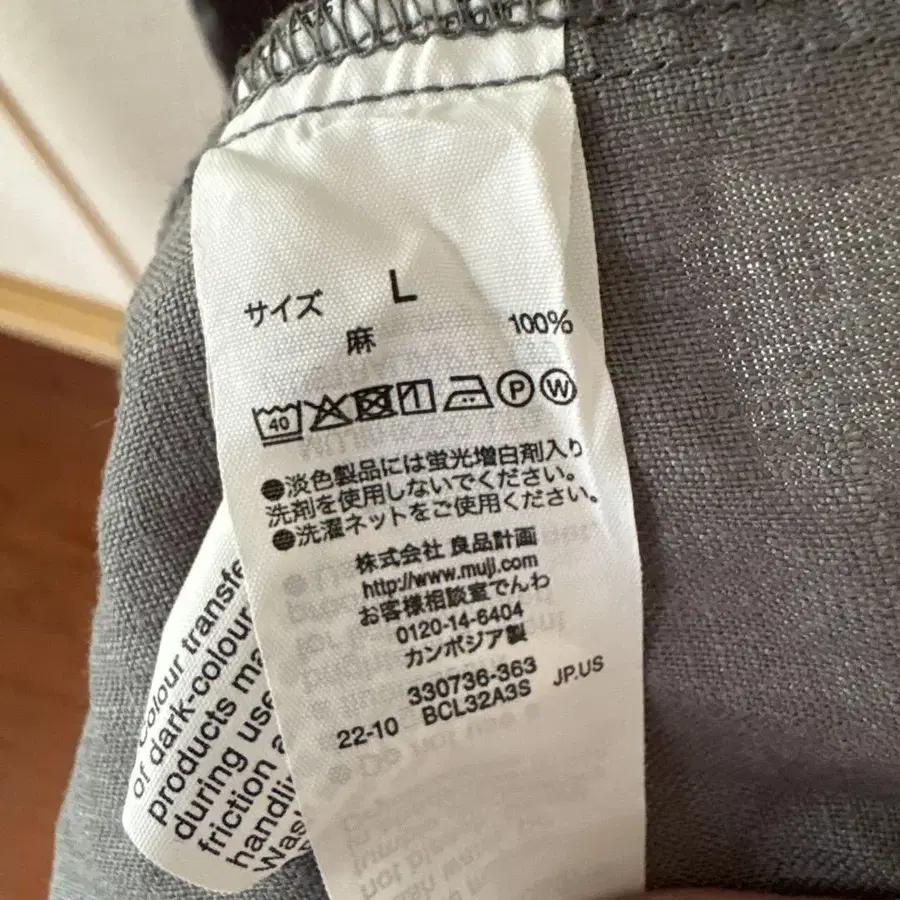 サイズ L
麻 100%
40 P W
●淡色製品には蛍光増白剤入り
洗剤を使用しないでください。
●洗濯ネットをご使用ください。
株式会社 良品計画
http://www.muji.com
お客様相談室でんわ
0120-14-6404
カンボジア製
330736-363
22-10 BCL32A3S JP.US
Colour transfe
of dark-colour
products ma
during use
friction a
handlin
Was